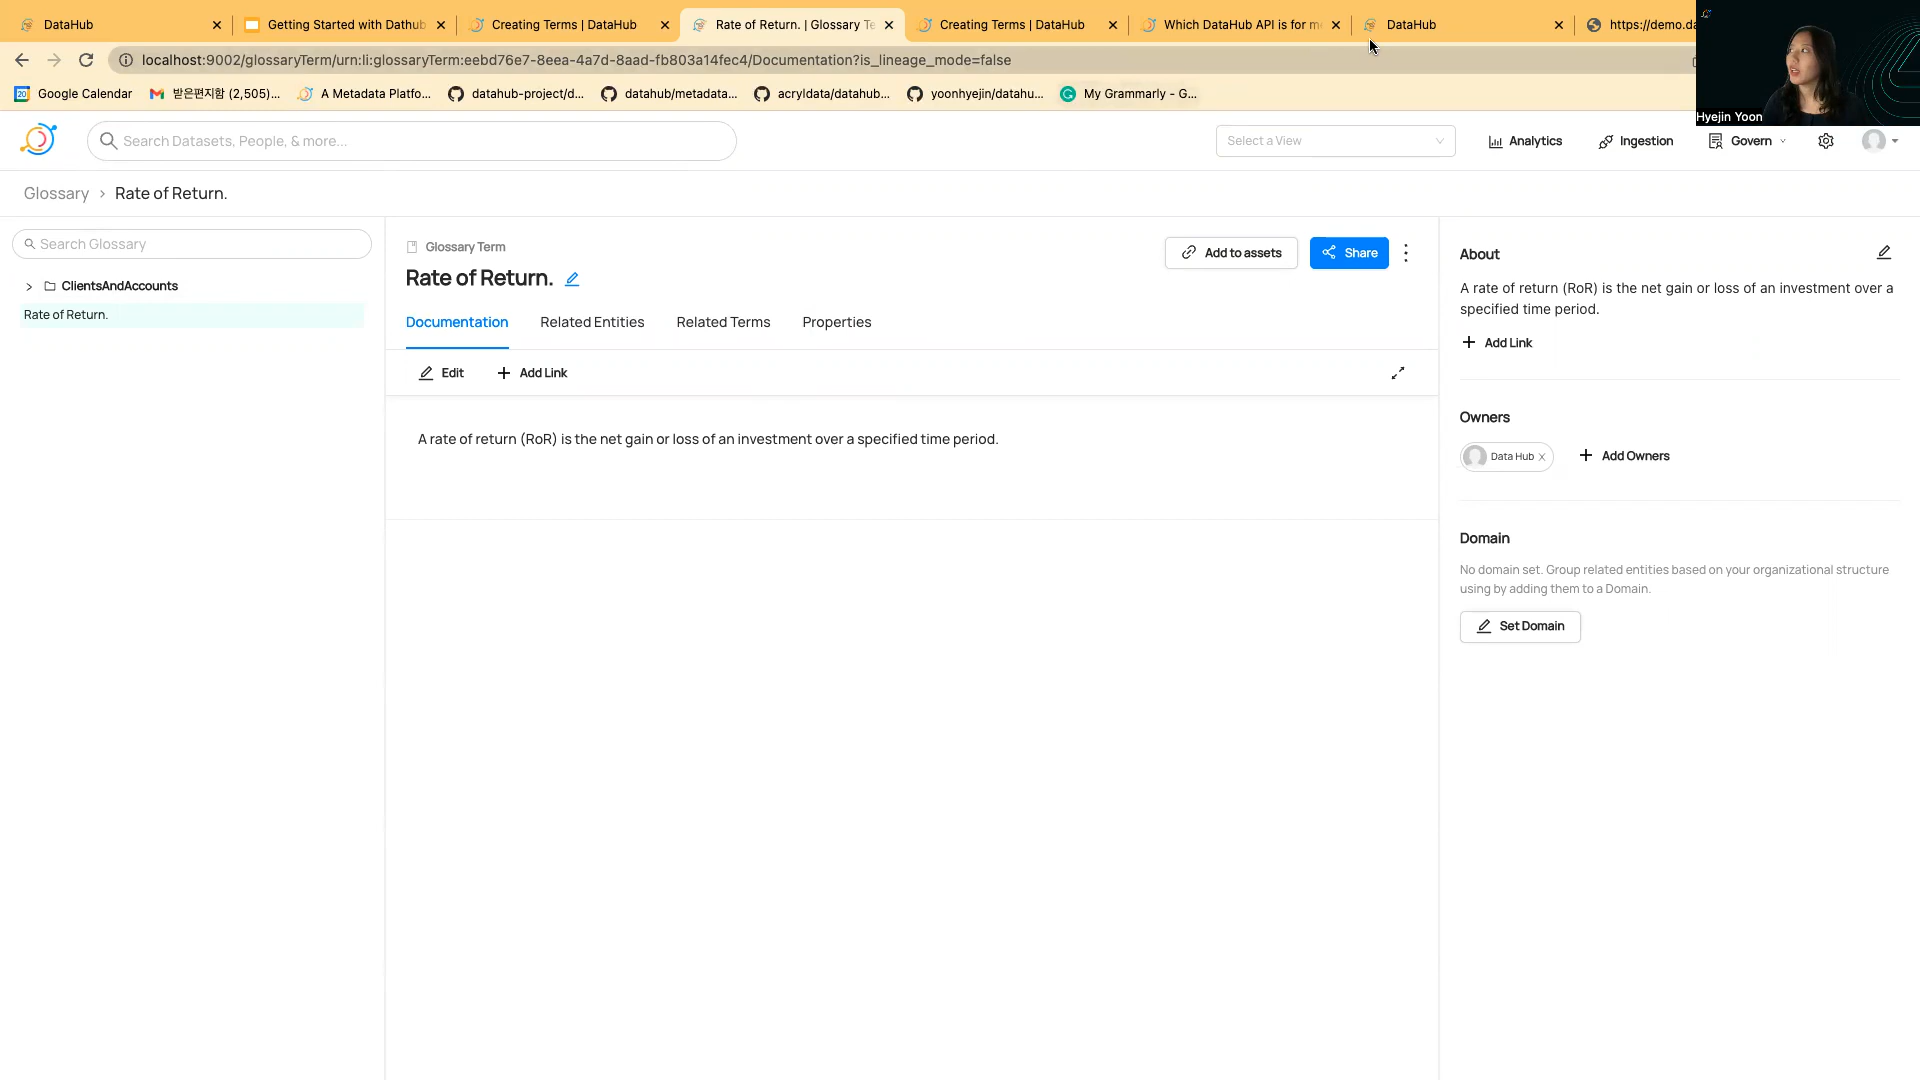 DataHub
Getting Started with Dathub
Creating Terms | DataHub
Rate of Return. | Glossary Te
Creating Terms | DataHub
Which DataHub API is for me
DataHub
https://demo.da
localhost:9002/glossaryTerm/urn:li:glossaryTerm:eebd76e7-8eea-4a7d-8aad-fb803a14fec4/Documentation?is_lineage_mode=false
Google Calendar
받은편지함 (2,505)...
A Metadata Platfo...
datahub-project/d...
datahub/metadata...
acryldata/datahub...
yoonhyejin/datahu...
My Grammarly - G...
Hyejin Yoon
Search Datasets, People, & more...
Select a View
Analytics
Ingestion
Govern
Glossary > Rate of Return.
Search Glossary
ClientsAndAccounts
Rate of Return.
Glossary Term
Rate of Return.
Add to assets
Share
Documentation
Related Entities
Related Terms
Properties
Edit
Add Link
A rate of return (RoR) is the net gain or loss of an investment over a specified time period.
About
A rate of return (RoR) is the net gain or loss of an investment over a
specified time period.
Add Link
Owners
Data Hub
Add Owners
Domain
No domain set. Group related entities based on your organizational structure
using by adding them to a Domain.
Set Domain